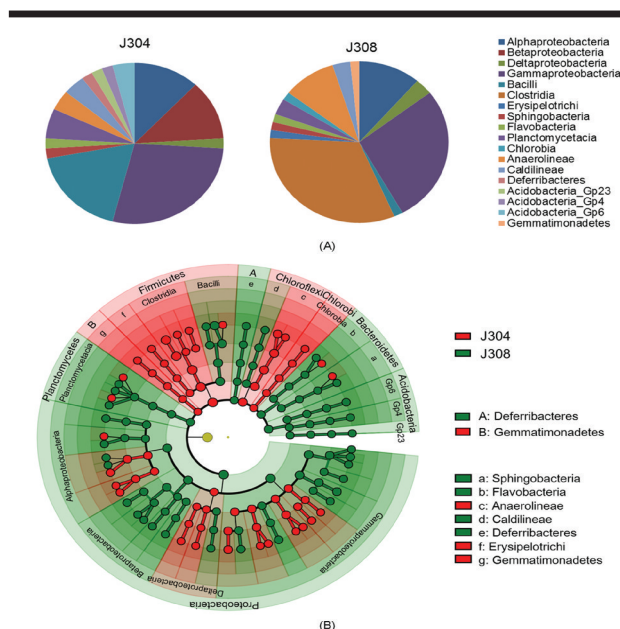 J304
J308
Alphaproteobacteria
Betaproteobacteria
Deltaproteobacteria
Gammaproteobacteria
Bacilli
Clostridia
Erysipelotrichi
Sphingbacteria
Flavobacteria
Planctomycetacia
Chlorobia
Anaerolineae
Caldilineae
Deferribacteres
Acidobacteria_Gp23
Acidobacteria_Gp4
Acidobacteria_Gp6
Gemmatimonadetes
(A)
Planctomycetes
Planctomycetacia
B
g
f
Firmicutes
Clostridia
Bacilli
A
e
d
c
Chloroflexi
Chlorobi
Chlorobia
Bacteroidetes
b
a
Acidobacteria
Gp6
Gp4
Gp23
Alphaproteobacteria
Betaproteobacteria
Deltaproteobacteria
Gammaproteobacteria
Proteobacteria
J304
J308
A: Deferribacteres
B: Gemmatimonadetes
a: Sphingobacteria
b: Flavobacteria
c: Anaerolineae
d: Caldilineae
e: Deferribacteres
f: Erysipelotrichi
g: Gemmatimonadetes
(B)